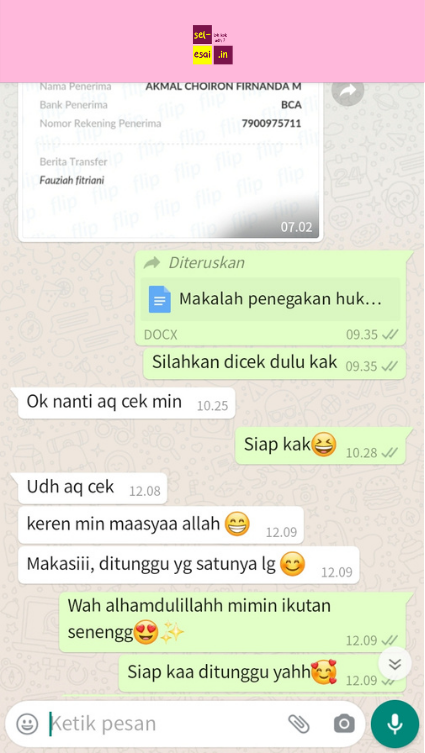 sel-
esai .in
Nama Penerima AKMAL CHOIRON FIRNANDA M
Bank Penerima BCA
Nomor Rekening Penerima 7900975711
Berita Transfer
Fauziah fitriani
07.02
Diteruskan
Makalah penegakan huk...
DOCX 09.35
Silahkan dicek dulu kak 09.35
Ok nanti aq cek min 10.25
Siap kak😆 10.28
Udh aq cek 12.08
keren min maasyaa allah 😁 12.09
Makasiii, ditunggu yg satunya lg 😊 12.09
Wah alhamdulillahh mimin ikutan
senengg😍✨ 12.09
Siap kaa ditunggu yahh🥰 12.09
Ketik pesan